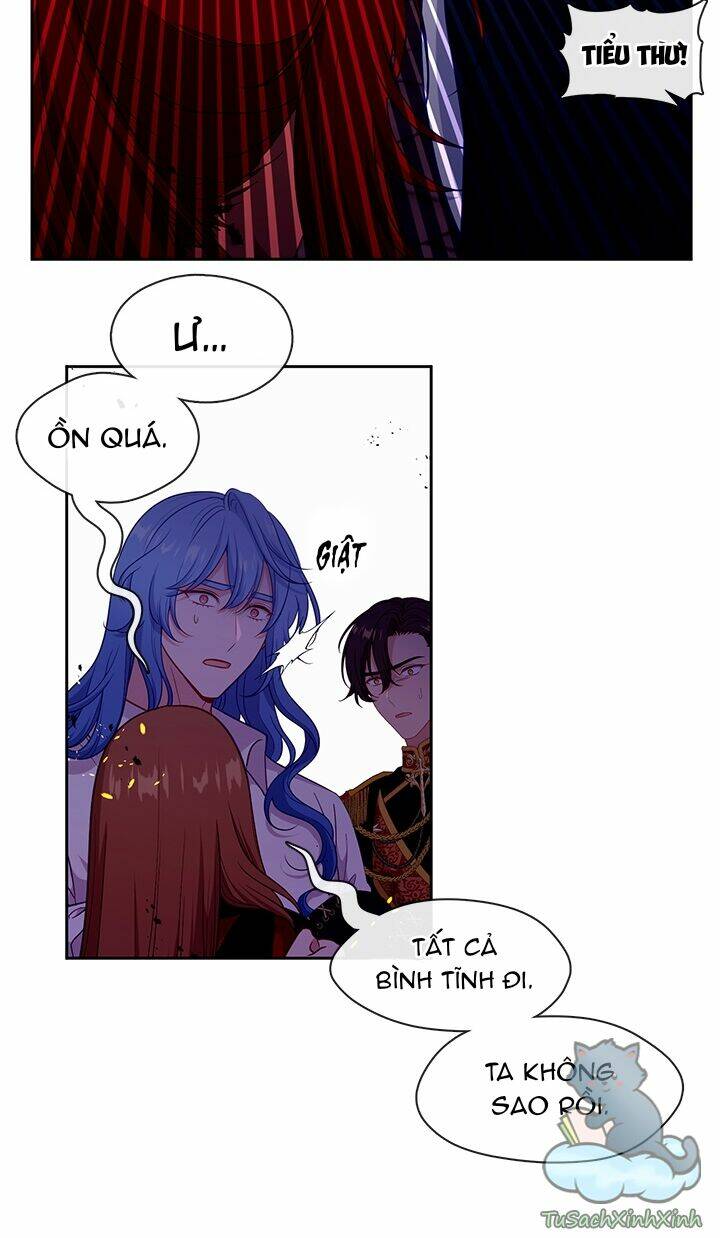 TIỂU THƯ!
Ư...
ỒN QUÁ.
GIẬT
TẤT CẢ
BÌNH TĨNH ĐI.
TA KHÔNG
SAO RỒI.
TuSachXinhXinh